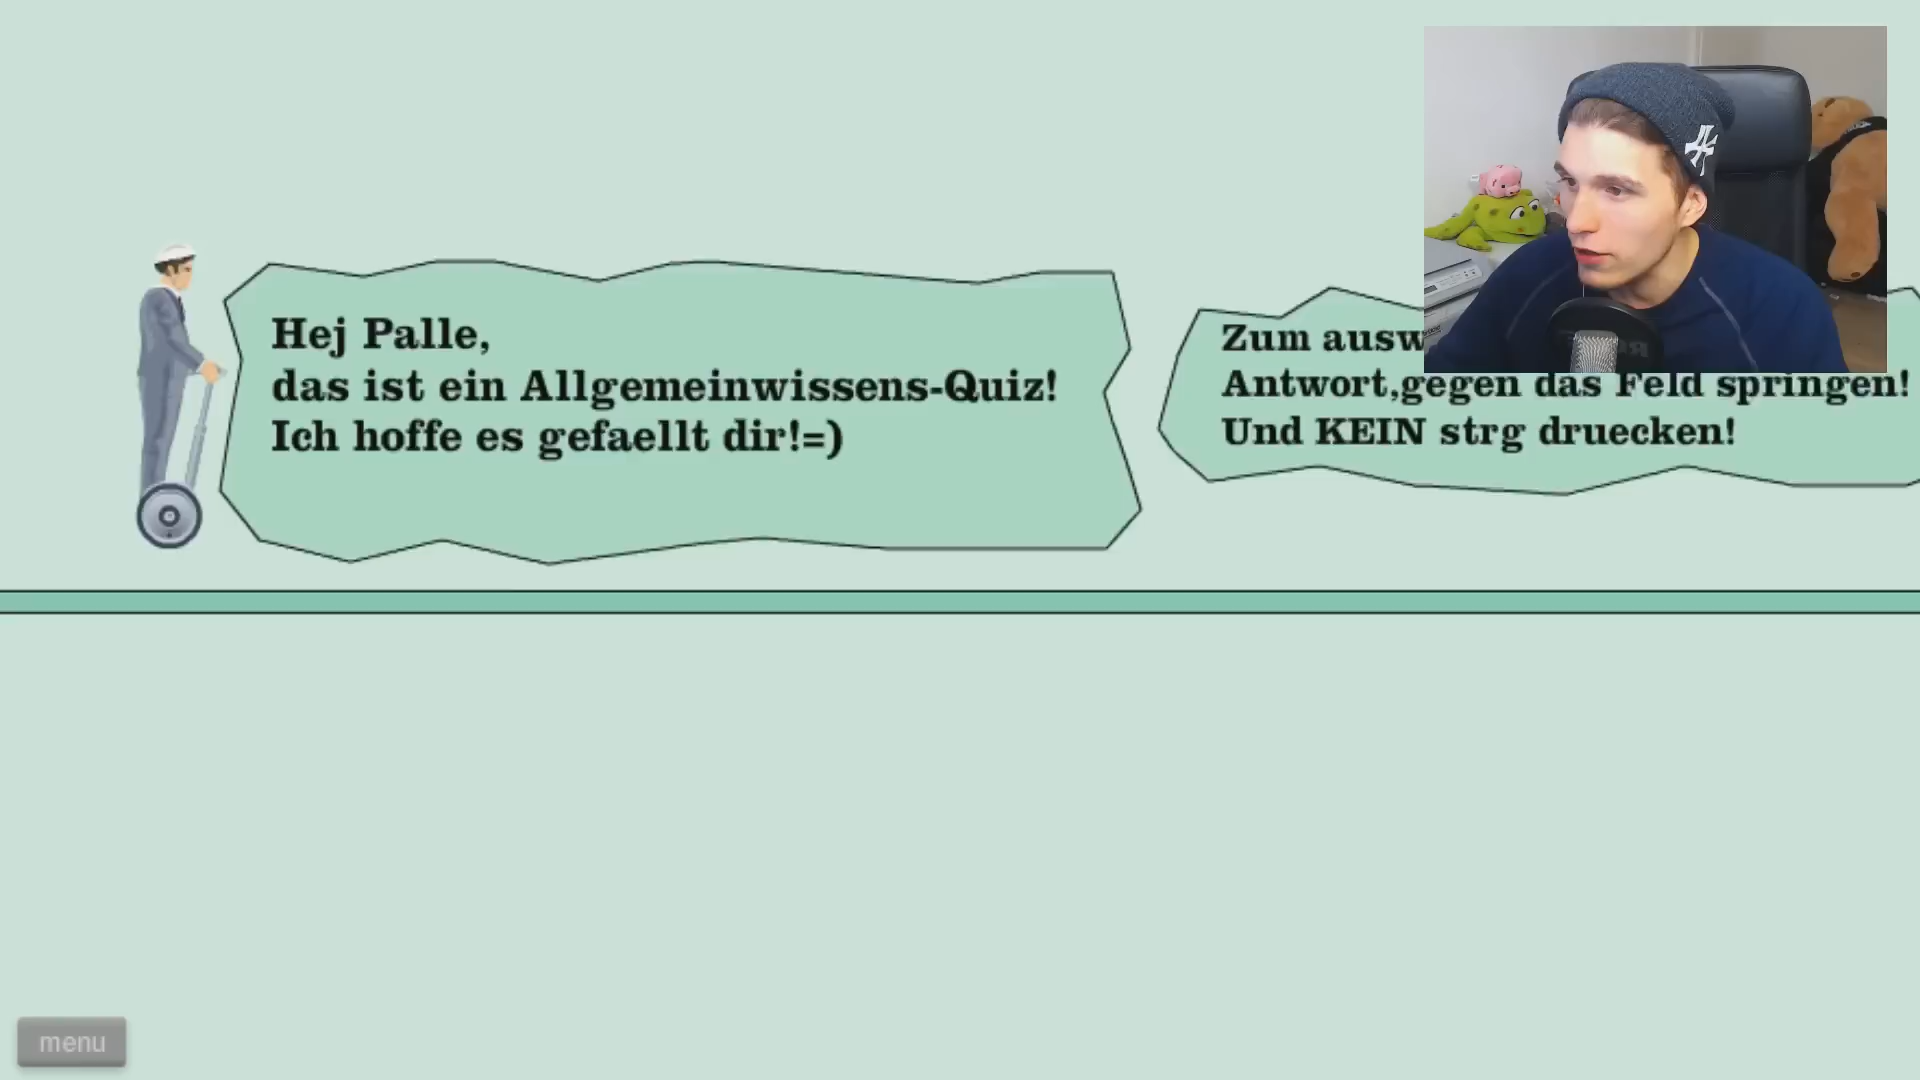 Hej Palle,
das ist ein Allgemeinwissens-Quiz!
Ich hoffe es gefaellt dir!=)
Zum
Antwort,gegen das Feld springen!
Und KEIN strg druecken!
menu